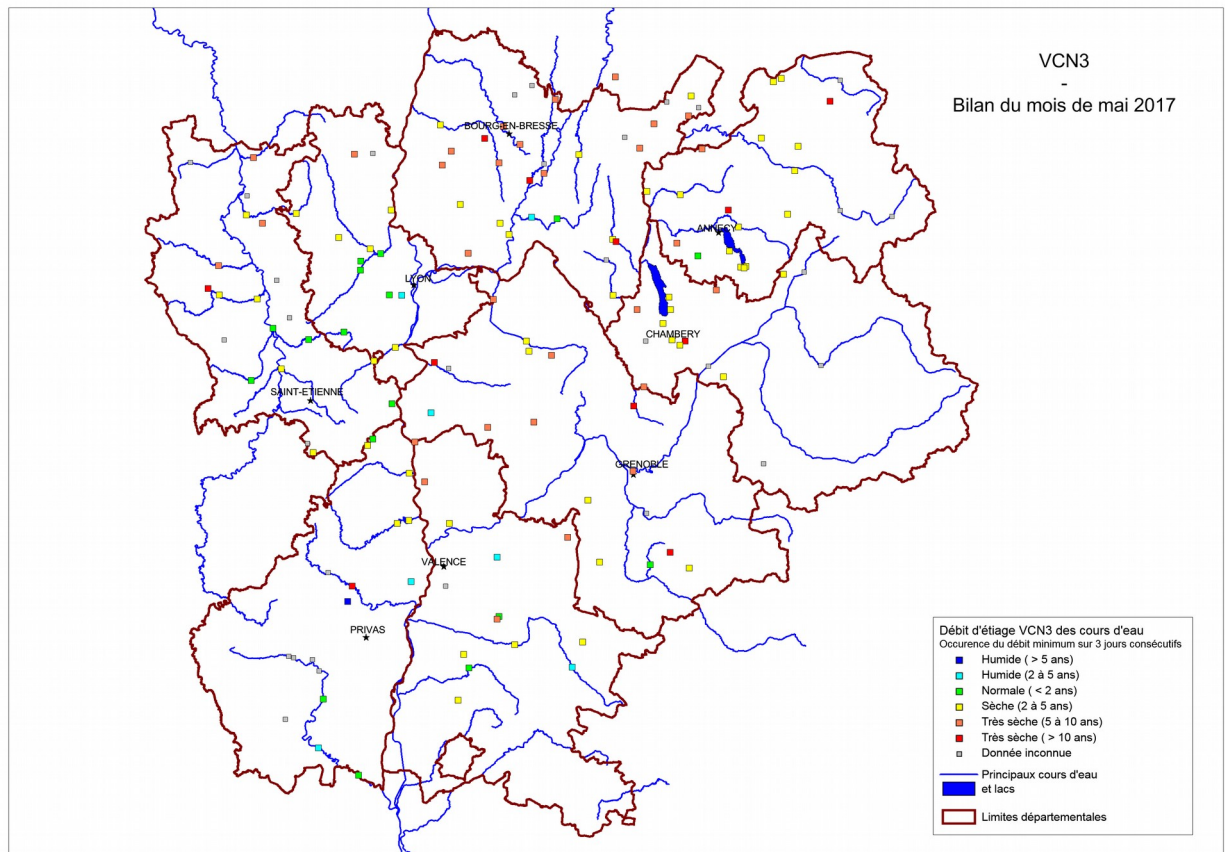 VCN3
-
Bilan du mois de mai 2017
BOURG-EN-BRESSE
ANNECY
LYON
CHAMBERY
SAINT-ETIENNE
GRENOBLE
VALENCE
PRIVAS
Débit d'étiage VCN3 des cours d'eau
Occurence du débit minimum sur 3 jours consécutifs
Humide ( > 5 ans)
Humide (2 à 5 ans)
Normale ( < 2 ans)
Sèche (2 à 5 ans)
Très sèche (5 à 10 ans)
Très sèche ( > 10 ans)
Donnée inconnue
Principaux cours d'eau
et lacs
Limites départementales